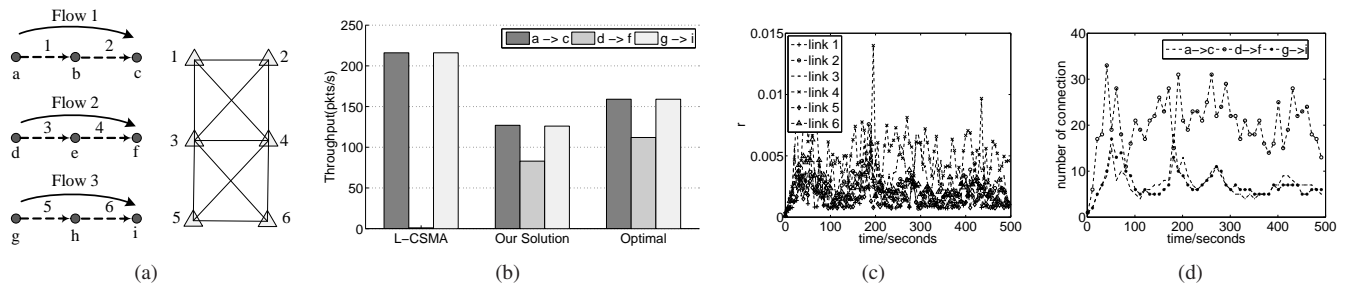 Flow 1
1 2
a b c
Flow 2
3 4
d e f
Flow 3
5 6
g h i
1 2
3 4
5 6
(a)
Throughput(pkts/s)
250
200
150
100
50
0
a −> c d −> f g −> i
L−CSMA Our Solution Optimal
(b)
r
0.015
0.01
0.005
0
link 1
link 2
link 3
link 4
link 5
link 6
0 100 200 300 400 500
time/seconds
(c)
number of connection
40
30
20
10
0
a−>c d−>f g−>i
0 100 200 300 400 500
time/seconds
(d)